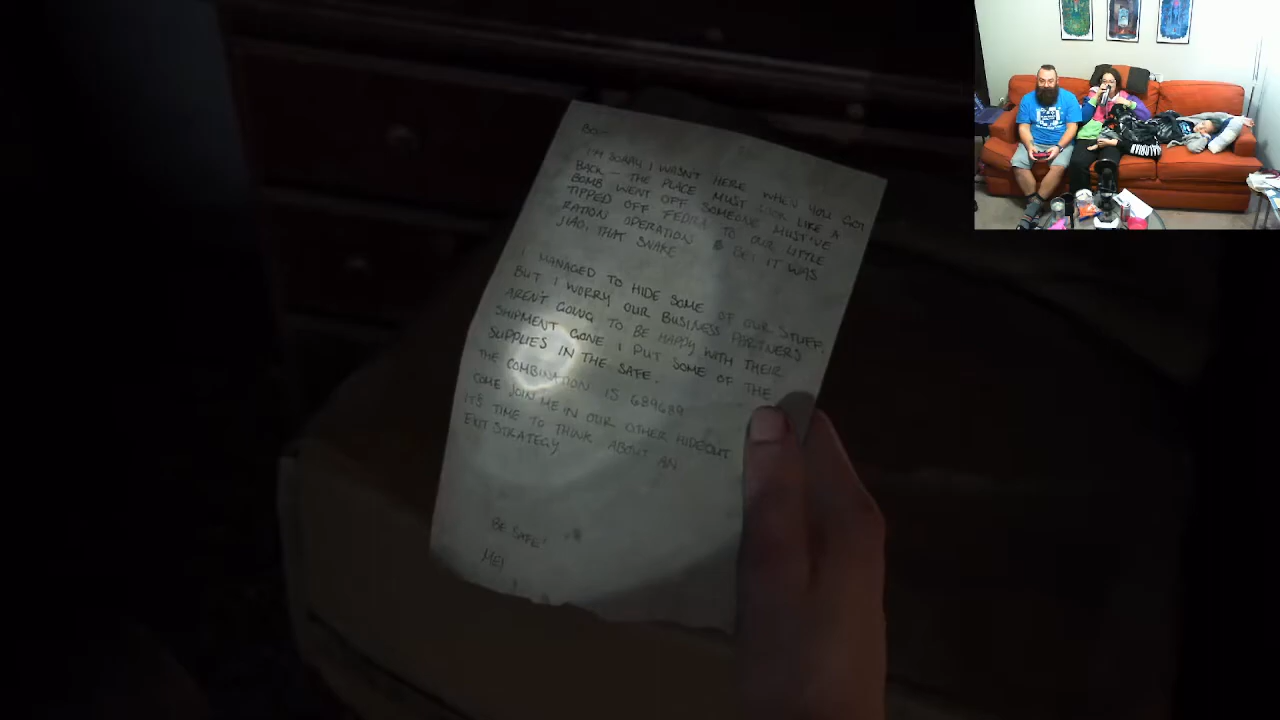 BO
I'M SORRY I WASN'T HERE WHEN YOU GOT
BACK – THE PLACE MUST LOOK LIKE A
BOMB WENT OFF. SOMEONE MUST'VE
TIPPED OFF FEDRA TO OUR LITTLE
RATION OPERATION BET IT WAS
JIAO, THAT SNAKE
I MANAGED TO HIDE SOME OF OUR STUFF,
BUT I WORRY OUR BUSINESS PARTNERS
AREN'T GOING TO BE HAPPY WITH THEIR
SHIPMENT GONE I PUT SOME OF THE
SUPPLIES IN THE SAFE.
THE COMBINATION IS 689689
COME JOIN ME IN OUR OTHER HIDEOUT
IT'S TIME TO THINK ABOUT AN
EXIT STRATEGY
BE SAFE!
MEI